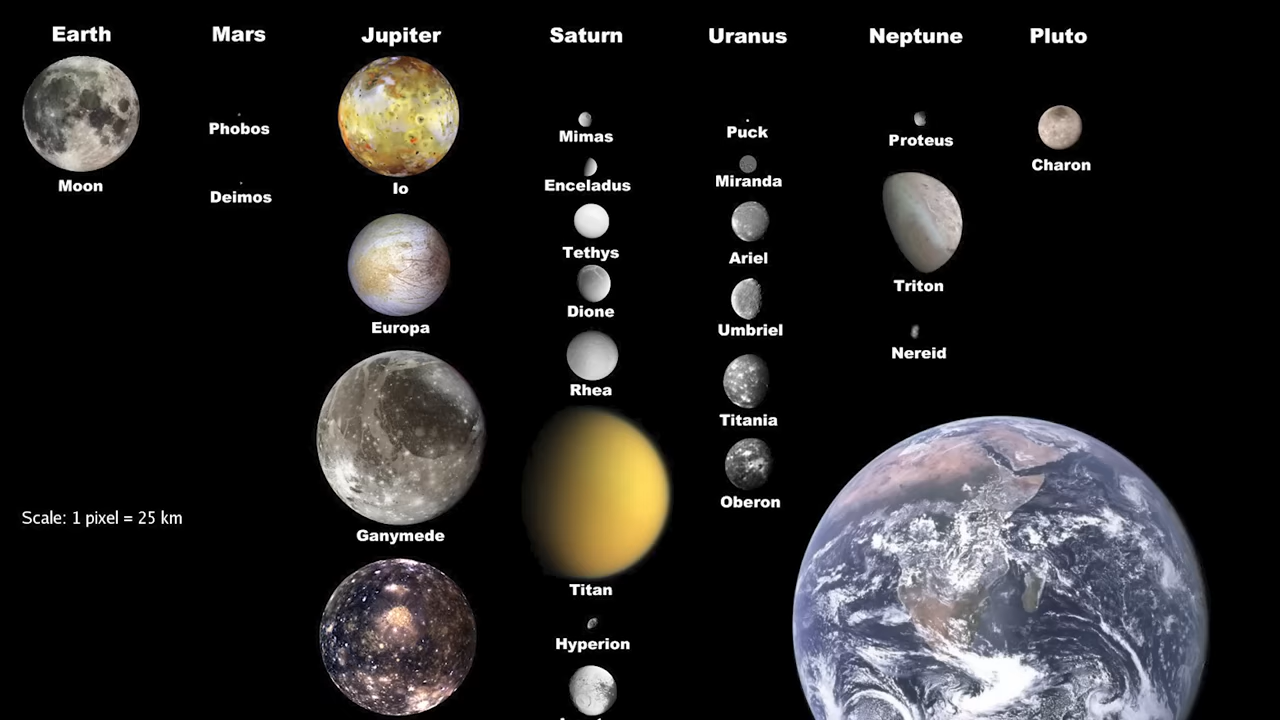 Earth
Mars
Jupiter
Saturn
Uranus
Neptune
Pluto
Moon
Phobos
Deimos
Io
Europa
Ganymede
Mimas
Enceladus
Tethys
Dione
Rhea
Titan
Hyperion
Puck
Miranda
Ariel
Umbriel
Titania
Oberon
Proteus
Triton
Nereid
Charon
Scale: 1 pixel = 25 km